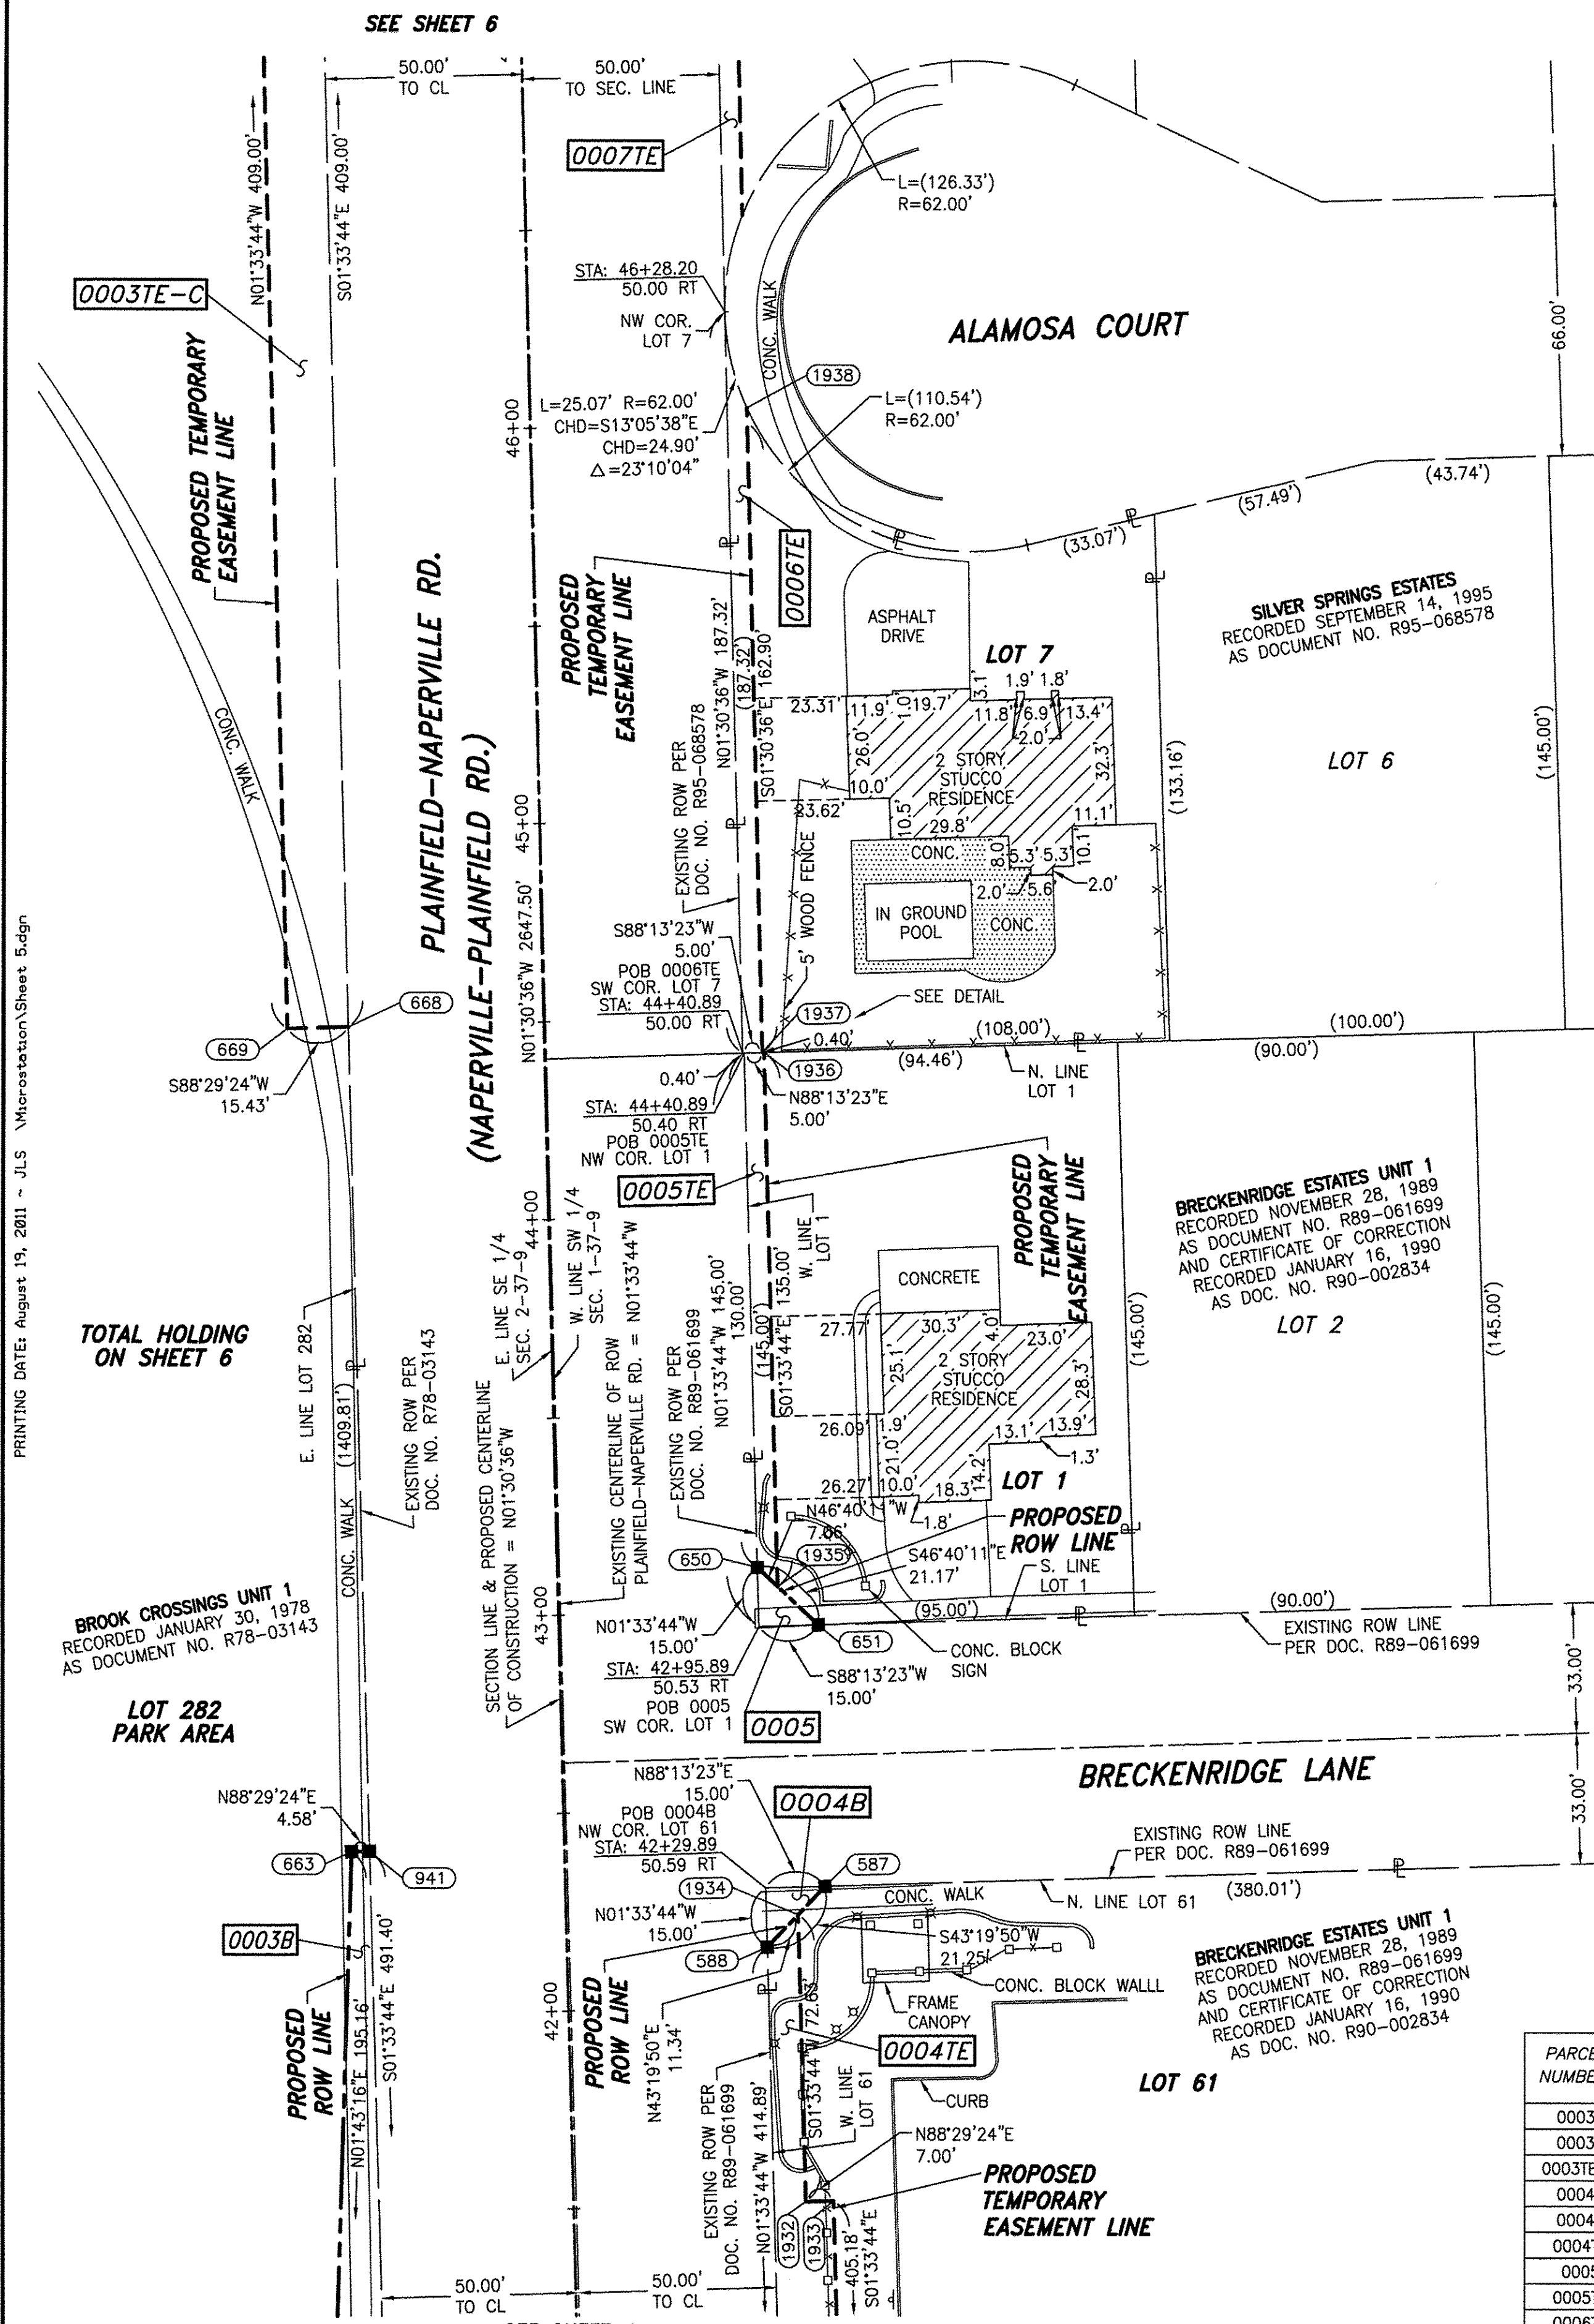 SEE SHEET 6
50.00'
TO CL
50.00'
TO SEC. LINE
N01°33'44"W 409.00'
S01°33'44"E 409.00'
0007TE
L=(126.33')
R=62.00'
0003TE-C
STA: 46+28.20
50.00 RT
NW COR.
LOT 7
CONC. WALK
ALAMOSA COURT
66.00'
PROPOSED TEMPORARY
EASEMENT LINE
1938
L=25.07' R=62.00'
CHD=S13°05'38"E
CHD=24.90'
Δ=23°10'04"
L=(110.54')
R=62.00'
46+00
(43.74')
(57.49')
(33.07')
PL
PL
PL
PL
0006TE
PROPOSED
TEMPORARY
EASEMENT LINE
PLAINFIELD-NAPERVILLE RD.
(NAPERVILLE-PLAINFIELD RD.)
ASPHALT
DRIVE
SILVER SPRINGS ESTATES
RECORDED SEPTEMBER 14, 1995
AS DOCUMENT NO. R95-068578
LOT 7
N01°30'36"W 187.32'
(187.32')
S01°30'36"E 162.90'
3.1'
1.9' 1.8'
23.31'
11.9'
1.0'
19.7'
11.8'
6.9'
13.4'
2.0'
26.0'
2 STORY
STUCCO
RESIDENCE
32.3'
(133.16')
LOT 6
(145.00')
CONC. WALK
EXISTING ROW PER
DOC. NO. R95-068578
10.0'
23.62'
10.5'
29.8'
11.1'
45+00
PL
CONC.
8.0'
5.3' 5.3'
10.1'
2.0'
5.6'
2.0'
5' WOOD FENCE
IN GROUND
POOL
CONC.
N01°30'36"W 2647.50'
S88°13'23"W
5.00'
POB 0006TE
SW COR. LOT 7
STA: 44+40.89
50.00 RT
SEE DETAIL
1937
668
669
0.40'
(108.00')
PL
(100.00')
(94.46')
(90.00')
S88°29'24"W
15.43'
1936
N. LINE
LOT 1
0.40'
N88°13'23"E
5.00'
STA: 44+40.89
50.40 RT
POB 0005TE
NW COR. LOT 1
0005TE
PROPOSED
TEMPORARY
EASEMENT LINE
BRECKENRIDGE ESTATES UNIT 1
RECORDED NOVEMBER 28, 1989
AS DOCUMENT NO. R89-061699
AND CERTIFICATE OF CORRECTION
RECORDED JANUARY 16, 1990
AS DOC. NO. R90-002834
44+00
E. LINE SE 1/4
SEC. 2-37-9
W. LINE SW 1/4
SEC. 1-37-9
W. LINE
LOT 1
CONCRETE
N01°33'44"W 145.00'
130.00'
(145.00')
S01°33'44"E 135.00'
TOTAL HOLDING
ON SHEET 6
E. LINE LOT 282
(1409.81')
PL
EXISTING ROW PER
DOC. NO. R78-03143
27.77'
30.3'
4.0'
23.0'
25.1'
2 STORY
STUCCO
RESIDENCE
28.3'
(145.00')
LOT 2
(145.00')
EXISTING ROW PER
DOC. NO. R89-061699
SECTION LINE & PROPOSED CENTERLINE
OF CONSTRUCTION = N01°30'36"W
EXISTING CENTERLINE OF ROW
PLAINFIELD-NAPERVILLE RD. = N01°33'44"W
26.09'
1.9'
13.1'
13.9'
1.3'
21.0'
14.2'
PL
26.27'
10.0'
18.3'
LOT 1
1.8'
CONC. WALK
N46°40'1 "W
7.06'
1935
PROPOSED
ROW LINE
S46°40'11"E
21.17'
S. LINE
LOT 1
PL
650
43+00
N01°33'44"W
15.00'
(95.00')
PL
(90.00')
EXISTING ROW LINE
PER DOC. R89-061699
651
CONC. BLOCK
SIGN
STA: 42+95.89
50.53 RT
POB 0005
SW COR. LOT 1
S88°13'23"W
15.00'
0005
33.00'
BROOK CROSSINGS UNIT 1
RECORDED JANUARY 30, 1978
AS DOCUMENT NO. R78-03143
LOT 282
PARK AREA
BRECKENRIDGE LANE
N88°13'23"E
15.00'
0004B
POB 0004B
NW COR. LOT 61
STA: 42+29.89
50.59 RT
33.00'
N88°29'24"E
4.58'
663
941
EXISTING ROW LINE
PER DOC. R89-061699
PL
587
1934
CONC. WALK
N. LINE LOT 61
(380.01')
N01°33'44"W
15.00'
S43°19'50"W
21.25'
588
0003B
CONC. BLOCK WALLL
FRAME
CANOPY
BRECKENRIDGE ESTATES UNIT 1
RECORDED NOVEMBER 28, 1989
AS DOCUMENT NO. R89-061699
AND CERTIFICATE OF CORRECTION
RECORDED JANUARY 16, 1990
AS DOC. NO. R90-002834
42+00
PROPOSED
ROW LINE
N43°19'50"E
11.34'
PL
S01°33'44"W 72.63'
0004TE
PROPOSED
ROW LINE
N01°43'16"E 195.16'
S01°33'44"E 491.40'
EXISTING ROW PER
DOC. NO. R89-061699
N01°33'44"W 414.89'
W. LINE
LOT 61
CURB
LOT 61
N88°29'24"E
7.00'
PROPOSED
TEMPORARY
EASEMENT LINE
1932
1933
405.18'
S01°33'44"E
50.00'
TO CL
50.00'
TO CL
PARCE
NUMBE
0003
0003
0003TE
0004
0004
0004
0005
0005
PRINTING DATE: August 19, 2011 ~ JLS \Microstation\Sheet 5.dgn